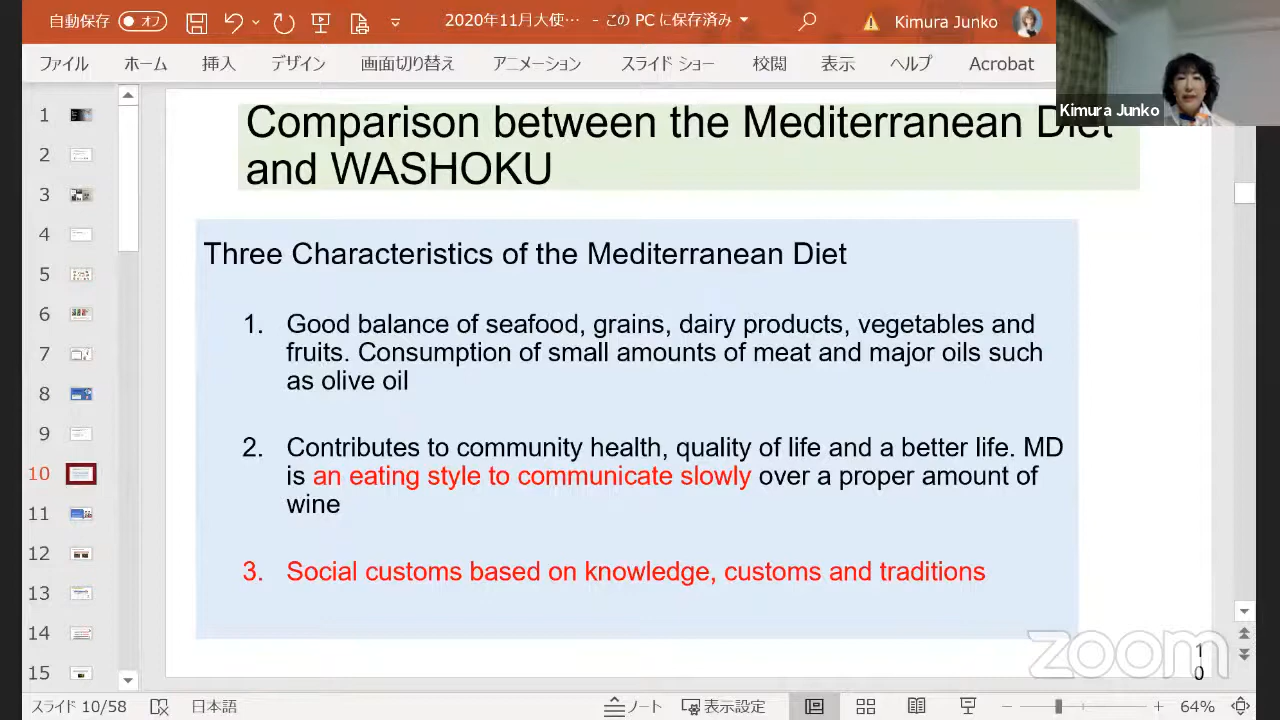 自動保存 オフ 2020年11月大使… - この PC に保存済み Kimura Junko
ファイル ホーム 挿入 デザイン 画面切り替え アニメーション スライド ショー 校閲 表示 ヘルプ Acrobat
Kimura Junko
1
2
3
4
5
6
7
8
9
10
11
12
13
14
15
Comparison between the Mediterranean Diet
and WASHOKU
Three Characteristics of the Mediterranean Diet
1. Good balance of seafood, grains, dairy products, vegetables and
fruits. Consumption of small amounts of meat and major oils such
as olive oil
2. Contributes to community health, quality of life and a better life. MD
is an eating style to communicate slowly over a proper amount of
wine
3. Social customs based on knowledge, customs and traditions
zoom
1
0
スライド 10/58 日本語 ノート 表示設定 64%